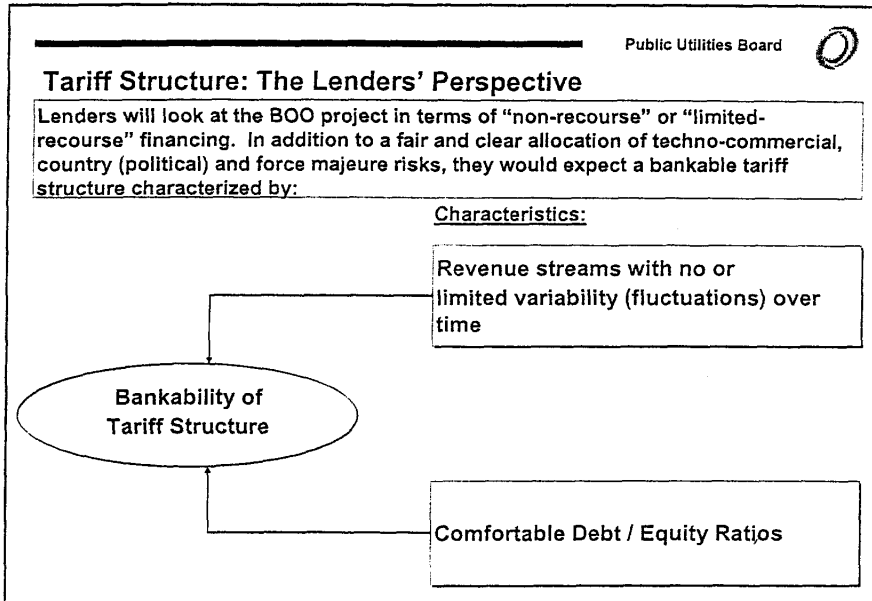 Public Utilities Board
Tariff Structure: The Lenders' Perspective
Lenders will look at the BOO project in terms of "non-recourse" or "limited-
recourse" financing. In addition to a fair and clear allocation of techno-commercial,
country (political) and force majeure risks, they would expect a bankable tariff
structure characterized by:
Characteristics:
Revenue streams with no or
limited variability (fluctuations) over
time
Bankability of
Tariff Structure
Comfortable Debt / Equity Ratios